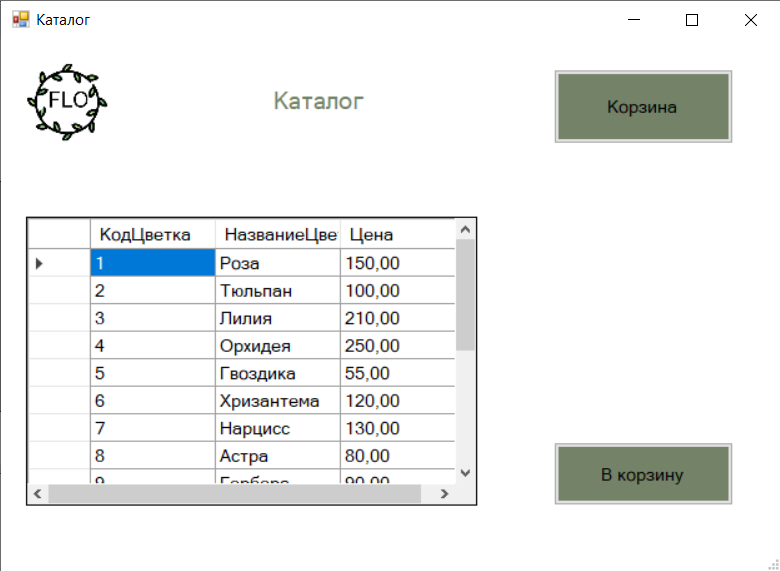 Каталог
FLO
Каталог
Корзина
КодЦветка НазваниеЦве Цена
1 Роза 150,00
2 Тюльпан 100,00
3 Лилия 210,00
4 Орхидея 250,00
5 Гвоздика 55,00
6 Хризантема 120,00
7 Нарцисс 130,00
8 Астра 80,00
9 Гербера 90,00
В корзину